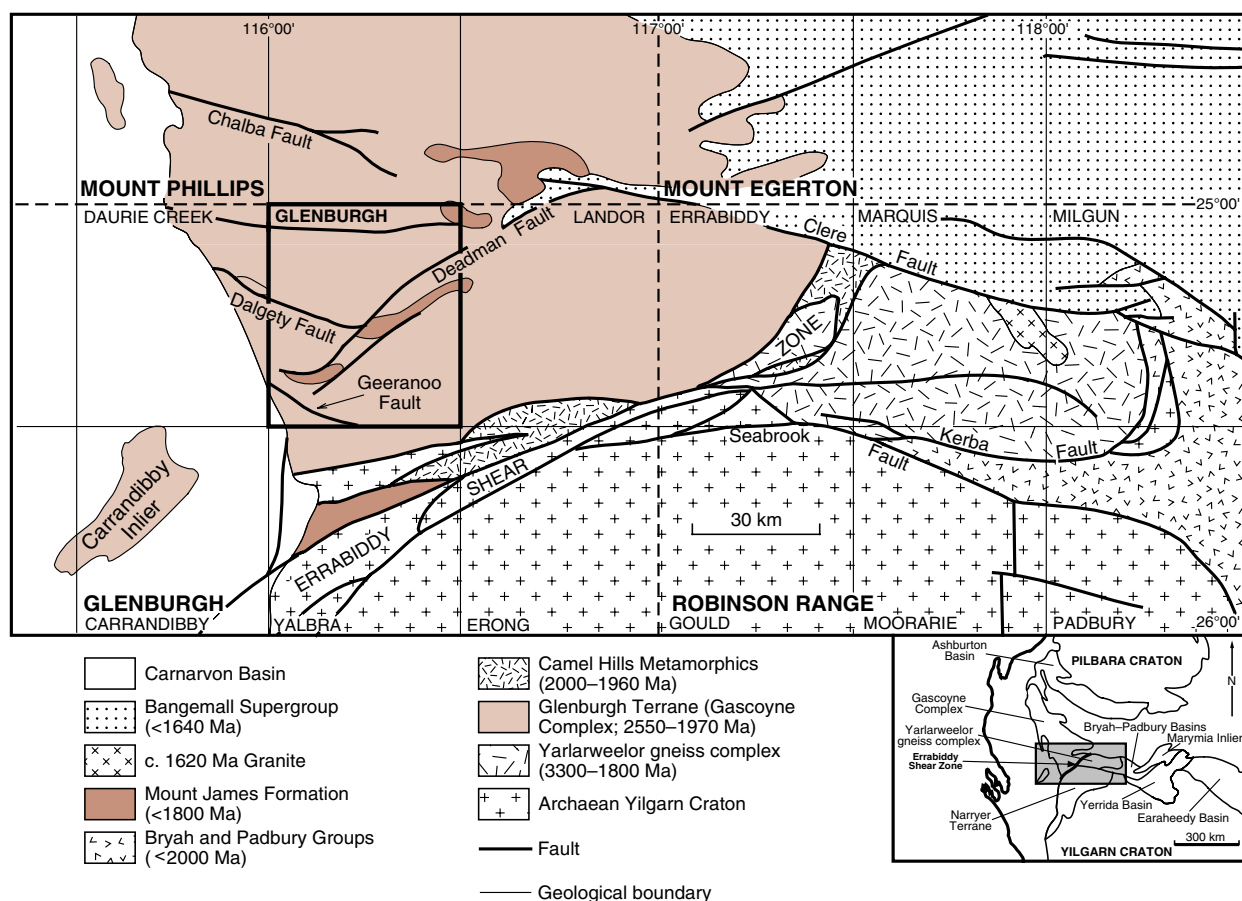 116°00'
117°00'
118°00'
Chalba Fault
MOUNT PHILLIPS
MOUNT EGERTON
25°00'
DAURIE CREEK
GLENBURGH
LANDOR
ERRABIDDY
MARQUIS
MILGUN
Deadman Fault
Clere
Fault
Dalgety Fault
ZONE
Geeranoo
Fault
Seabrook
Fault
Kerba
Fault
SHEAR
30 km
Carrandibby
Inlier
ERRABIDDY
GLENBURGH
ROBINSON RANGE
CARRANDIBBY
YALBRA
ERONG
GOULD
MOORARIE
PADBURY
26°00'
Carnarvon Basin
Bangemall Supergroup
(<1640 Ma)
c. 1620 Ma Granite
Mount James Formation
(<1800 Ma)
Bryah and Padbury Groups
(<2000 Ma)
Camel Hills Metamorphics
(2000–1960 Ma)
Glenburgh Terrane (Gascoyne
Complex; 2550–1970 Ma)
Yarlarweelor gneiss complex
(3300–1800 Ma)
Archaean Yilgarn Craton
Fault
Geological boundary
Ashburton
Basin
PILBARA CRATON
N
Gascoyne
Complex
Yarlarweelor
gneiss complex
Bryah–Padbury Basins
Marymia Inlier
Errabiddy
Shear Zone
Narryer
Terrane
Yerrida Basin
Earaheedy Basin
300 km
YILGARN CRATON